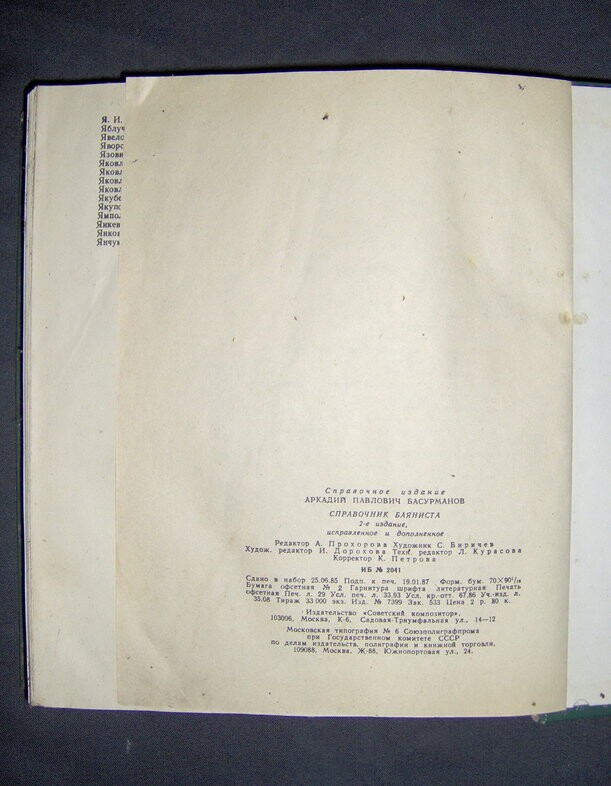 Я. И.
Яблуч
Явело
Яворс
Язови
Яковл
Яковл
Яковл
Яковл
Якубе
Якупс
Ямпол
Янкев
Янков
Янчук
Справочное издание
АРКАДИЙ ПАВЛОВИЧ БАСУРМАНОВ
СПРАВОЧНИК БАЯНИСТА
2-е издание,
исправленное и дополненное
Редактор А. Прохорова Художник С. Биричев
Худож. редактор И. Дорохова Техн. редактор Л. Курасова
Корректор К. Петрова
ИБ № 2041
Сдано в набор 25.06.85 Подп. к печ. 19.01.87 Форм. бум. 70×90¹/₁₆
Бумага офсетная № 2 Гарнитура шрифта литературная Печать
офсетная Печ. л. 29 Усл. печ. л. 33,93 Усл. кр.-отт. 67,86 Уч.-изд. л.
35,08 Тираж 33 000 экз. Изд. № 7399 Зак. 533 Цена 2 р. 80 к.
Издательство «Советский композитор»,
103006, Москва, К-6, Садовая-Триумфальная ул., 14—12
Московская типография № 6 Союзполиграфпрома
при Государственном комитете СССР
по делам издательств, полиграфии и книжной торговли,
109088, Москва, Ж-88, Южнопортовая ул., 24.